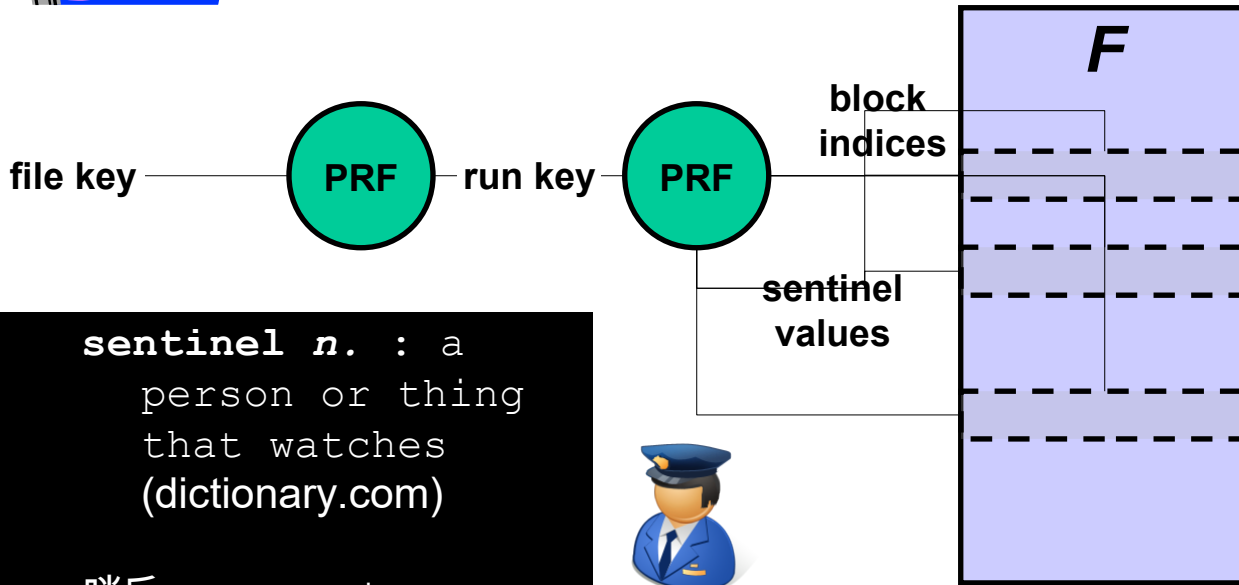 F
block
indices
file key
PRF
run key
PRF
sentinel
values
sentinel n. : a
person or thing
that watches
(dictionary.com)